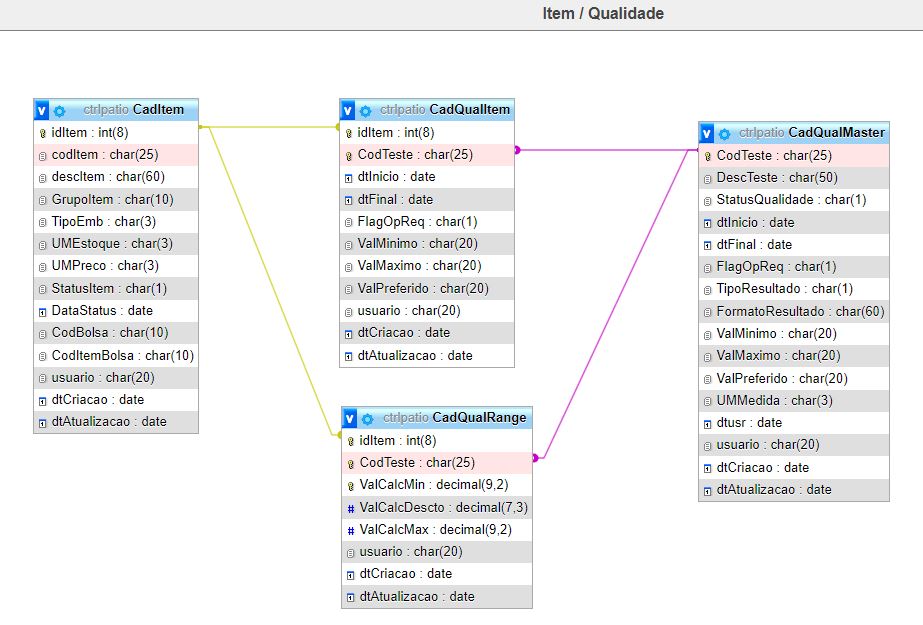 Item / Qualidade
v ctrlpatio CadItem
idItem : int(8)
codItem : char(25)
descItem : char(60)
GrupoItem : char(10)
TipoEmb : char(3)
UMEstoque : char(3)
UMPreco : char(3)
StatusItem : char(1)
DataStatus : date
CodBolsa : char(10)
CodItemBolsa : char(10)
usuario : char(20)
dtCriacao : date
dtAtualizacao : date
v ctrlpatio CadQualItem
idItem : int(8)
CodTeste : char(25)
dtInicio : date
dtFinal : date
FlagOpReq : char(1)
ValMinimo : char(20)
ValMaximo : char(20)
ValPreferido : char(20)
usuario : char(20)
dtCriacao : date
dtAtualizacao : date
v ctrlpatio CadQualRange
idItem : int(8)
CodTeste : char(25)
ValCalcMin : decimal(9,2)
# ValCalcDescto : decimal(7,3)
# ValCalcMax : decimal(9,2)
usuario : char(20)
dtCriacao : date
dtAtualizacao : date
v ctrlpatio CadQualMaster
CodTeste : char(25)
DescTeste : char(50)
StatusQualidade : char(1)
dtInicio : date
dtFinal : date
FlagOpReq : char(1)
TipoResultado : char(1)
FormatoResultado : char(60)
ValMinimo : char(20)
ValMaximo : char(20)
ValPreferido : char(20)
UMMedida : char(3)
dtusr : date
usuario : char(20)
dtCriacao : date
dtAtualizacao : date